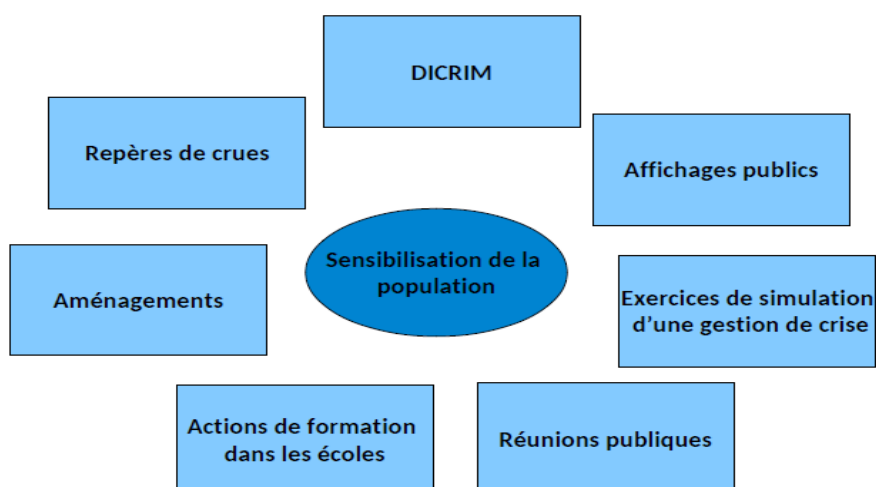 DICRIM
Repères de crues
Affichages publics
Sensibilisation de la
population
Aménagements
Exercices de simulation
d'une gestion de crise
Actions de formation
dans les écoles
Réunions publiques